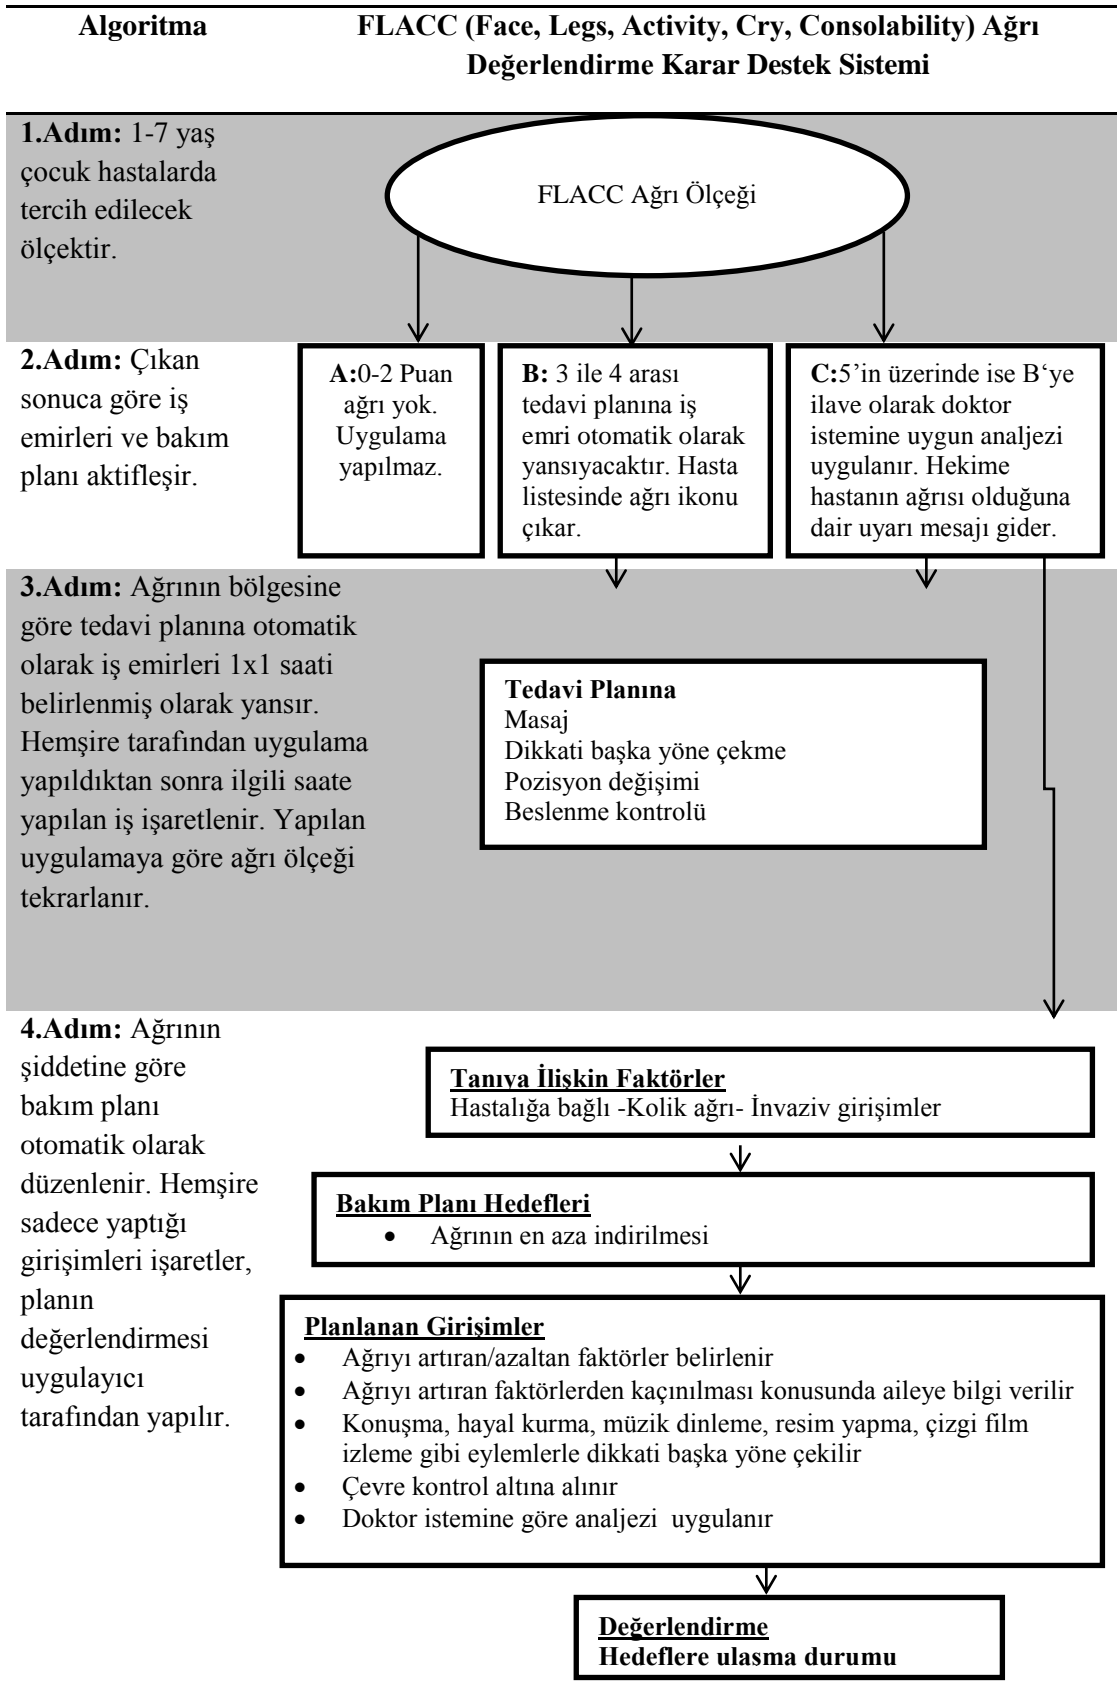 Algoritma
FLACC (Face, Legs, Activity, Cry, Consolability) Ağrı
Değerlendirme Karar Destek Sistemi
1.Adım: 1-7 yaş
çocuk hastalarda
tercih edilecek
ölçektir.
FLACC Ağrı Ölçeği
2.Adım: Çıkan
sonuca göre iş
emirleri ve bakım
planı aktifleşir.
A:0-2 Puan
ağrı yok.
Uygulama
yapılmaz.
B: 3 ile 4 arası
tedavi planına iş
emri otomatik olarak
yansıyacaktır. Hasta
listesinde ağrı ikonu
çıkar.
C:5’in üzerinde ise B‘ye
ilave olarak doktor
istemine uygun analjezi
uygulanır. Hekime
hastanın ağrısı olduğuna
dair uyarı mesajı gider.
3.Adım: Ağrının bölgesine
göre tedavi planına otomatik
olarak iş emirleri 1x1 saati
belirlenmiş olarak yansır.
Hemşire tarafından uygulama
yapıldıktan sonra ilgili saate
yapılan iş işaretlenir. Yapılan
uygulamaya göre ağrı ölçeği
tekrarlanır.
Tedavi Planına
Masaj
Dikkati başka yöne çekme
Pozisyon değişimi
Beslenme kontrolü
4.Adım: Ağrının
şiddetine göre
bakım planı
otomatik olarak
düzenlenir. Hemşire
sadece yaptığı
girişimleri işaretler,
planın
değerlendirmesi
uygulayıcı
tarafından yapılır.
Tanıya İlişkin Faktörler
Hastalığa bağlı -Kolik ağrı- İnvaziv girişimler
Bakım Planı Hedefleri
• Ağrının en aza indirilmesi
Planlanan Girişimler
• Ağrıyı artıran/azaltan faktörler belirlenir
• Ağrıyı artıran faktörlerden kaçınılması konusunda aileye bilgi verilir
• Konuşma, hayal kurma, müzik dinleme, resim yapma, çizgi film
izleme gibi eylemlerle dikkati başka yöne çekilir
• Çevre kontrol altına alınır
• Doktor istemine göre analjezi uygulanır
Değerlendirme
Hedeflere ulasma durumu